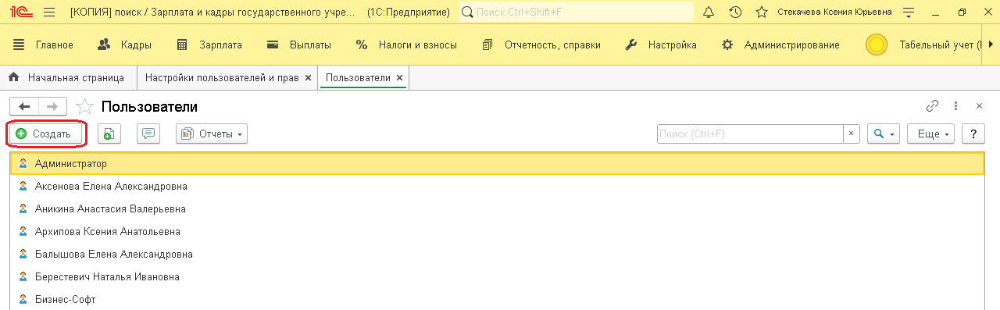 1С [КОПИЯ] поиск / Зарплата и кадры государственного учре... (1С:Предприятие) Поиск Ctrl+Shift+F Стекачева Ксения Юрьевна
Главное Кадры Зарплата Выплаты % Налоги и взносы Отчетность, справки Настройка Администрирование Табельный учет (
Начальная страница Настройки пользователей и прав × Пользователи ×
Пользователи
Создать Отчеты Поиск (Ctrl+F) × Еще ?
Администратор
Аксенова Елена Александровна
Аникина Анастасия Валерьевна
Архипова Ксения Анатольевна
Балышова Елена Александровна
Берестевич Наталья Ивановна
Бизнес-Софт